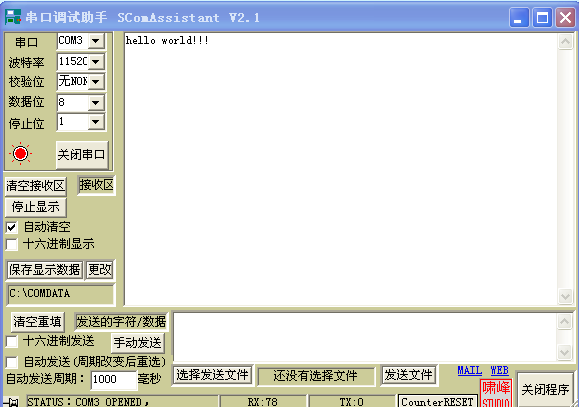 串口调试助手 SComAssistant V2.1
串口 COM3
波特率 11520
校验位 无NON
数据位 8
停止位 1
关闭串口
hello world!!!
清空接收区 接收区
停止显示
自动清空
十六进制显示
保存显示数据 更改
C:\COMDATA
清空重填 发送的字符/数据
十六进制发送 手动发送
自动发送(周期改变后重选)
自动发送周期: 1000 毫秒
选择发送文件 还没有选择文件 发送文件
MAIL WEB
啸峰
STUDIO
关闭程序
STATUS:COM3 OPENED, RX:78 TX:0 CounterRESET